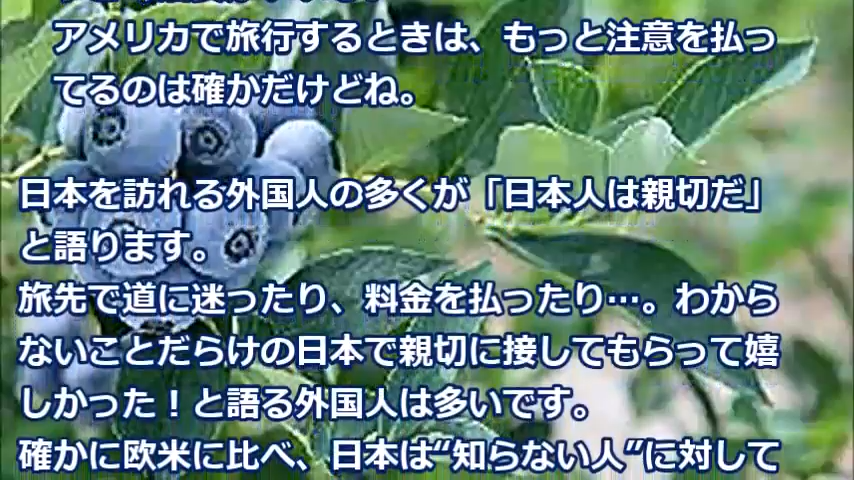 アメリカで旅行するときは、もっと注意を払っ
てるのは確かだけどね。
日本を訪れる外国人の多くが「日本人は親切だ」
と語ります。
旅先で道に迷ったり、料金を払ったり…。わから
ないことだらけの日本で親切に接してもらって嬉
しかった！と語る外国人は多いです。
確かに欧米に比べ、日本は“知らない人”に対して